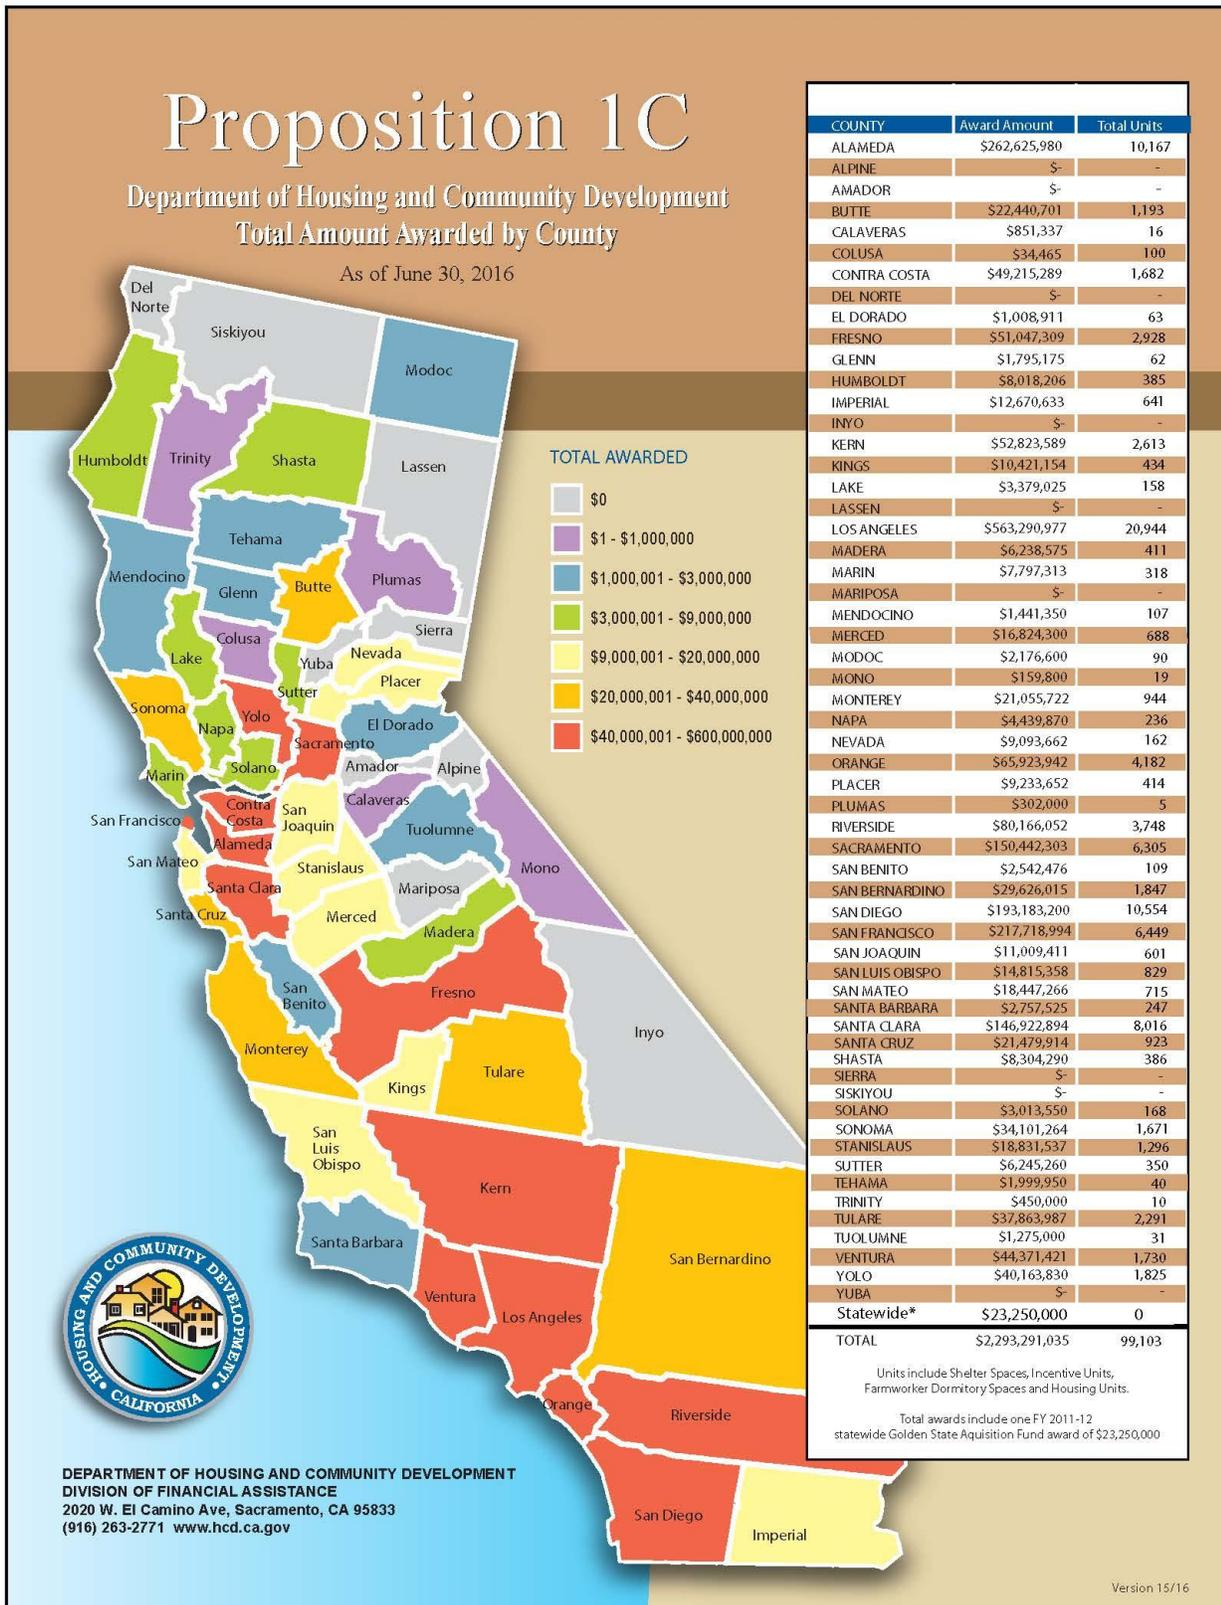 Proposition 1C
Department of Housing and Community Development
Total Amount Awarded by County
As of June 30, 2016
COUNTY Award Amount Total Units
ALAMEDA $262,625,980 10,167
ALPINE $- -
AMADOR $- -
BUTTE $22,440,701 1,193
CALAVERAS $851,337 16
COLUSA $34,465 100
CONTRA COSTA $49,215,289 1,682
DEL NORTE $- -
EL DORADO $1,008,911 63
FRESNO $51,047,309 2,928
GLENN $1,795,175 62
HUMBOLDT $8,018,206 385
IMPERIAL $12,670,633 641
INYO $- -
KERN $52,823,589 2,613
KINGS $10,421,154 434
LAKE $3,379,025 158
LASSEN $- -
LOS ANGELES $563,290,977 20,944
MADERA $6,238,575 411
MARIN $7,797,313 318
MARIPOSA $- -
MENDOCINO $1,441,350 107
MERCED $16,824,300 688
MODOC $2,176,600 90
MONO $159,800 19
MONTEREY $21,055,722 944
NAPA $4,439,870 236
NEVADA $9,093,662 162
ORANGE $65,923,942 4,182
PLACER $9,233,652 414
PLUMAS $302,000 5
RIVERSIDE $80,166,052 3,748
SACRAMENTO $150,442,303 6,305
SAN BENITO $2,542,476 109
SAN BERNARDINO $29,626,015 1,847
SAN DIEGO $193,183,200 10,554
SAN FRANCISCO $217,718,994 6,449
SAN JOAQUIN $11,009,411 601
SAN LUIS OBISPO $14,815,358 829
SAN MATEO $18,447,266 715
SANTA BARBARA $2,757,525 247
SANTA CLARA $146,922,894 8,016
SANTA CRUZ $21,479,914 923
SHASTA $8,304,290 386
SIERRA $- -
SISKIYOU $- -
SOLANO $3,013,550 168
SONOMA $34,101,264 1,671
STANISLAUS $18,831,537 1,296
SUTTER $6,245,260 350
TEHAMA $1,999,950 40
TRINITY $450,000 10
TULARE $37,863,987 2,291
TUOLUMNE $1,275,000 31
VENTURA $44,371,421 1,730
YOLO $40,163,830 1,825
YUBA $- -
Statewide* $23,250,000 0
TOTAL $2,293,291,035 99,103
Units include Shelter Spaces, Incentive Units,
Farmworker Dormitory Spaces and Housing Units.
Total awards include one FY 2011-12
statewide Golden State Aquisition Fund award of $23,250,000
TOTAL AWARDED
$0
$1 - $1,000,000
$1,000,001 - $3,000,000
$3,000,001 - $9,000,000
$9,000,001 - $20,000,000
$20,000,001 - $40,000,000
$40,000,001 - $600,000,000
Del
Norte
Siskiyou
Modoc
Humboldt
Trinity
Shasta
Lassen
Tehama
Mendocino
Glenn
Butte
Plumas
Colusa
Sierra
Lake
Yuba
Nevada
Sutter
Placer
Sonoma
Napa
Yolo
El Dorado
Sacramento
Marin
Solano
Amador
Alpine
Calaveras
San Francisco
Contra
Costa
San
Joaquin
Tuolumne
Alameda
San Mateo
Stanislaus
Mono
Santa Clara
Mariposa
Santa Cruz
Merced
Madera
San
Benito
Fresno
Inyo
Monterey
Kings
Tulare
San
Luis
Obispo
Kern
Santa Barbara
San Bernardino
Ventura
Los Angeles
Orange
Riverside
San Diego
Imperial
HOUSING AND COMMUNITY DEVELOPMENT
CALIFORNIA
DEPARTMENT OF HOUSING AND COMMUNITY DEVELOPMENT
DIVISION OF FINANCIAL ASSISTANCE
2020 W. El Camino Ave, Sacramento, CA 95833
(916) 263-2771 www.hcd.ca.gov
Version 15/16